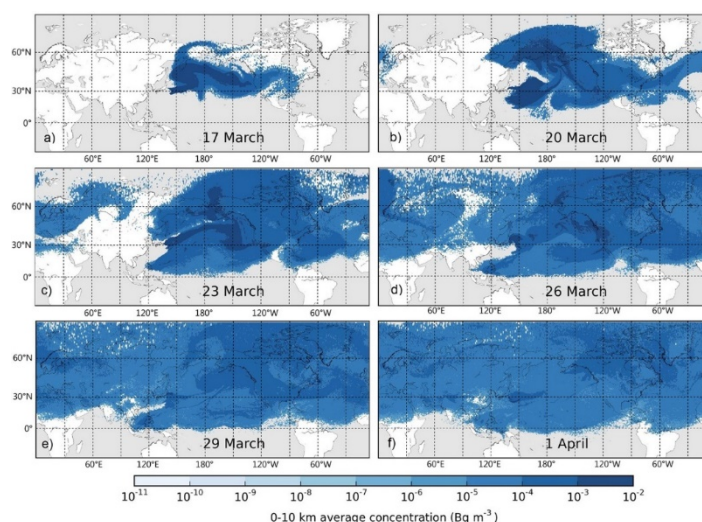 60°N
30°N
0°
a) 17 March
b) 20 March
60°E 120°E 180° 120°W 60°W
60°E 120°E 180° 120°W 60°W
60°N
30°N
0°
c) 23 March
d) 26 March
60°E 120°E 180° 120°W 60°W
60°E 120°E 180° 120°W 60°W
60°N
30°N
0°
e) 29 March
f) 1 April
60°E 120°E 180° 120°W 60°W
60°E 120°E 180° 120°W 60°W
10⁻¹¹ 10⁻¹⁰ 10⁻⁹ 10⁻⁸ 10⁻⁷ 10⁻⁶ 10⁻⁵ 10⁻⁴ 10⁻³ 10⁻²
0-10 km average concentration (Bq m⁻³)